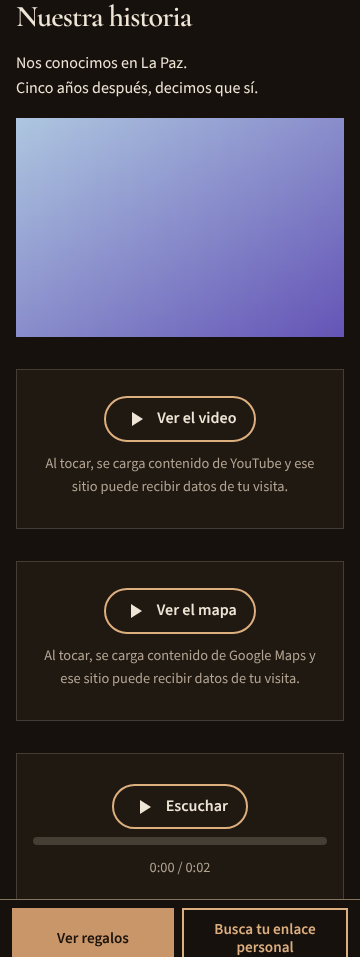 Nuestra historia
Nos conocimos en La Paz.
Cinco años después, decimos que sí.
Ver el video
Al tocar, se carga contenido de YouTube y ese
sitio puede recibir datos de tu visita.
Ver el mapa
Al tocar, se carga contenido de Google Maps y
ese sitio puede recibir datos de tu visita.
Escuchar
0:00 / 0:02
Ver regalos
Busca tu enlace
personal